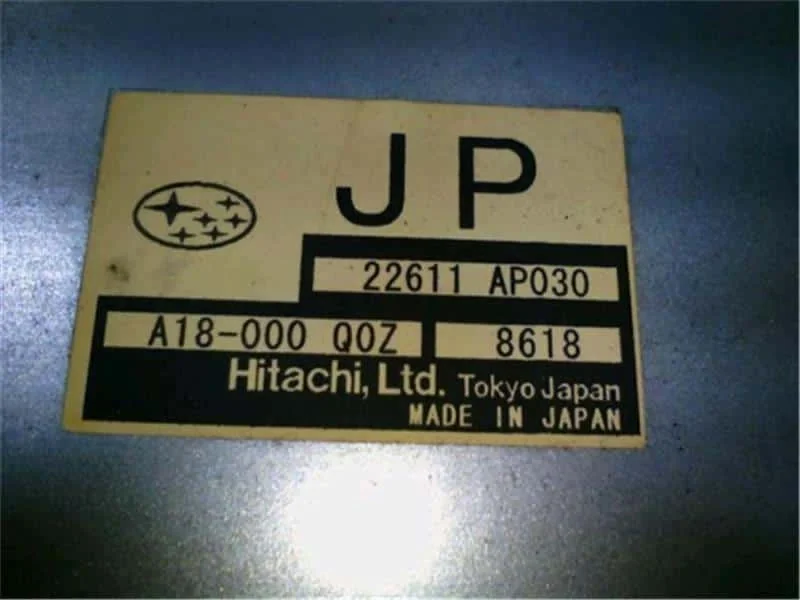 JP
22611 AP030
A18-000 Q0Z 8618
Hitachi, Ltd. Tokyo Japan
MADE IN JAPAN